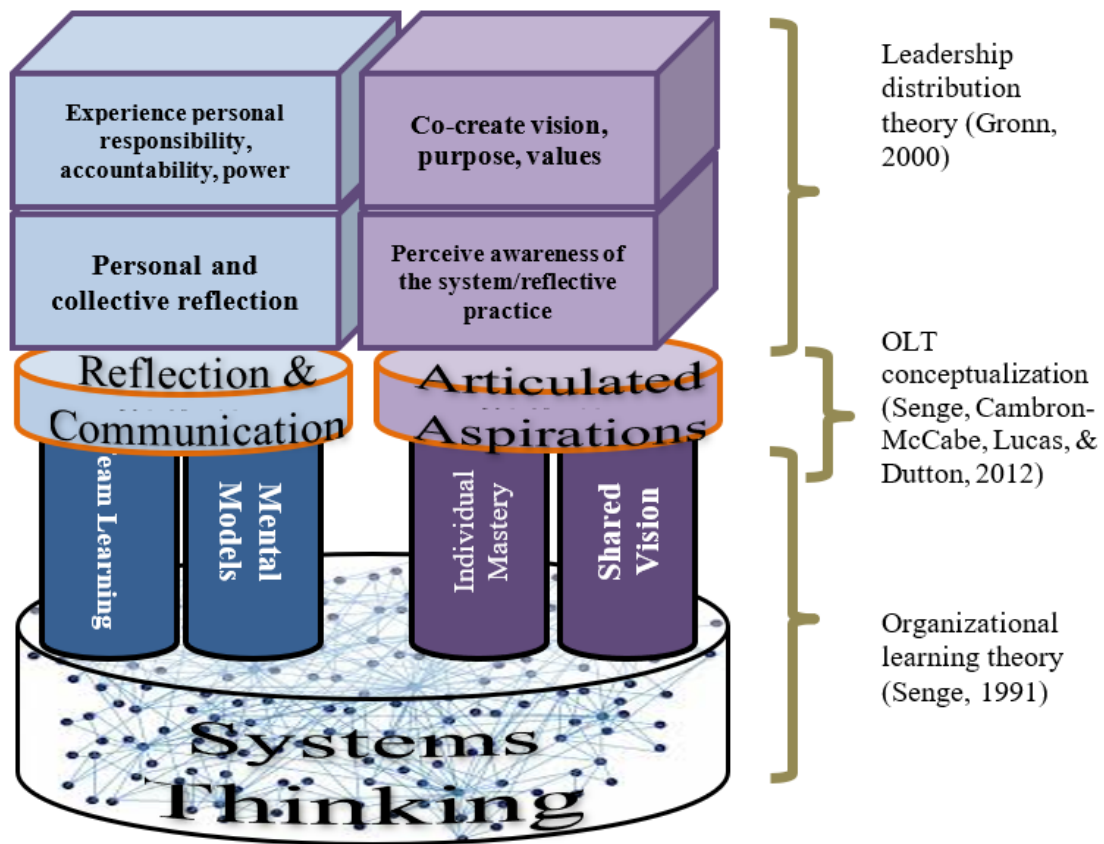 Experience personal
responsibility,
accountability, power
Co-create vision,
purpose, values
Personal and
collective reflection
Perceive awareness of
the system/reflective
practice
Reflection &
Communication
Articulated
Aspirations
Learning
Mental
Models
Individual
Mastery
Shared
Vision
Systems
Thinking
Leadership
distribution
theory (Gronn,
2000)
OLT
conceptualization
(Senge, Cambron-
McCabe, Lucas, &
Dutton, 2012)
Organizational
learning theory
(Senge, 1991)